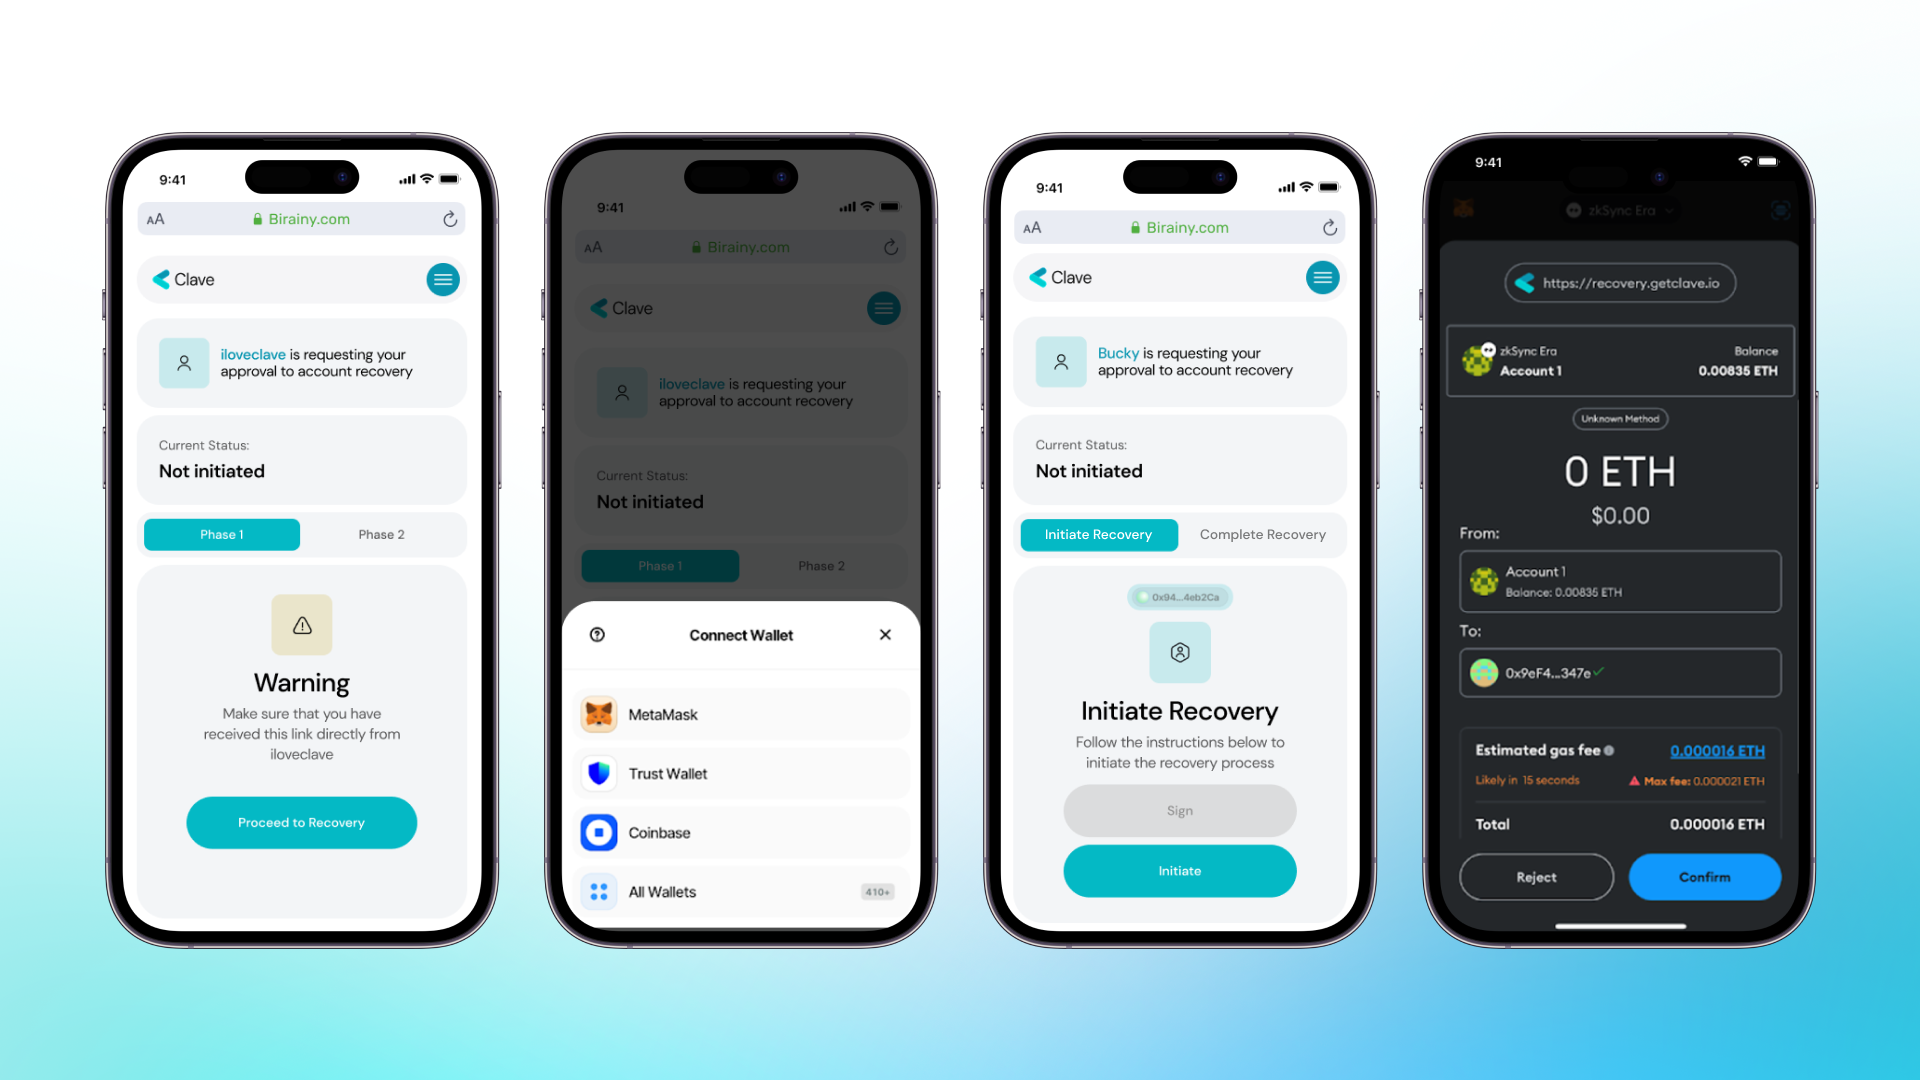 9:41
AA
Birainy.com
Clave
iloveclave is requesting your
approval to account recovery
Current Status:
Not initiated
Phase 1
Phase 2
Warning
Make sure that you have
received this link directly from
iloveclave
Proceed to Recovery
9:41
AA
Birainy.com
Clave
iloveclave is requesting your
approval to account recovery
Current Status:
Not initiated
Phase 1
Phase 2
Connect Wallet
MetaMask
Trust Wallet
Coinbase
All Wallets
410+
9:41
AA
Birainy.com
Clave
Bucky is requesting your
approval to account recovery
Current Status:
Not initiated
Initiate Recovery
Complete Recovery
0x94...4eb2Ca
Initiate Recovery
Follow the instructions below to
initiate the recovery process
Sign
Initiate
9:41
zkSync Era
https://recovery.getclave.io
zkSync Era
Account 1
Balance
0.00835 ETH
Unknown Method
0 ETH
$0.00
From:
Account 1
Balance: 0.00835 ETH
To:
0x9eF4...347e
Estimated gas fee
0.000016 ETH
Likely in 15 seconds
Max fee: 0.000021 ETH
Total
0.000016 ETH
Reject
Confirm